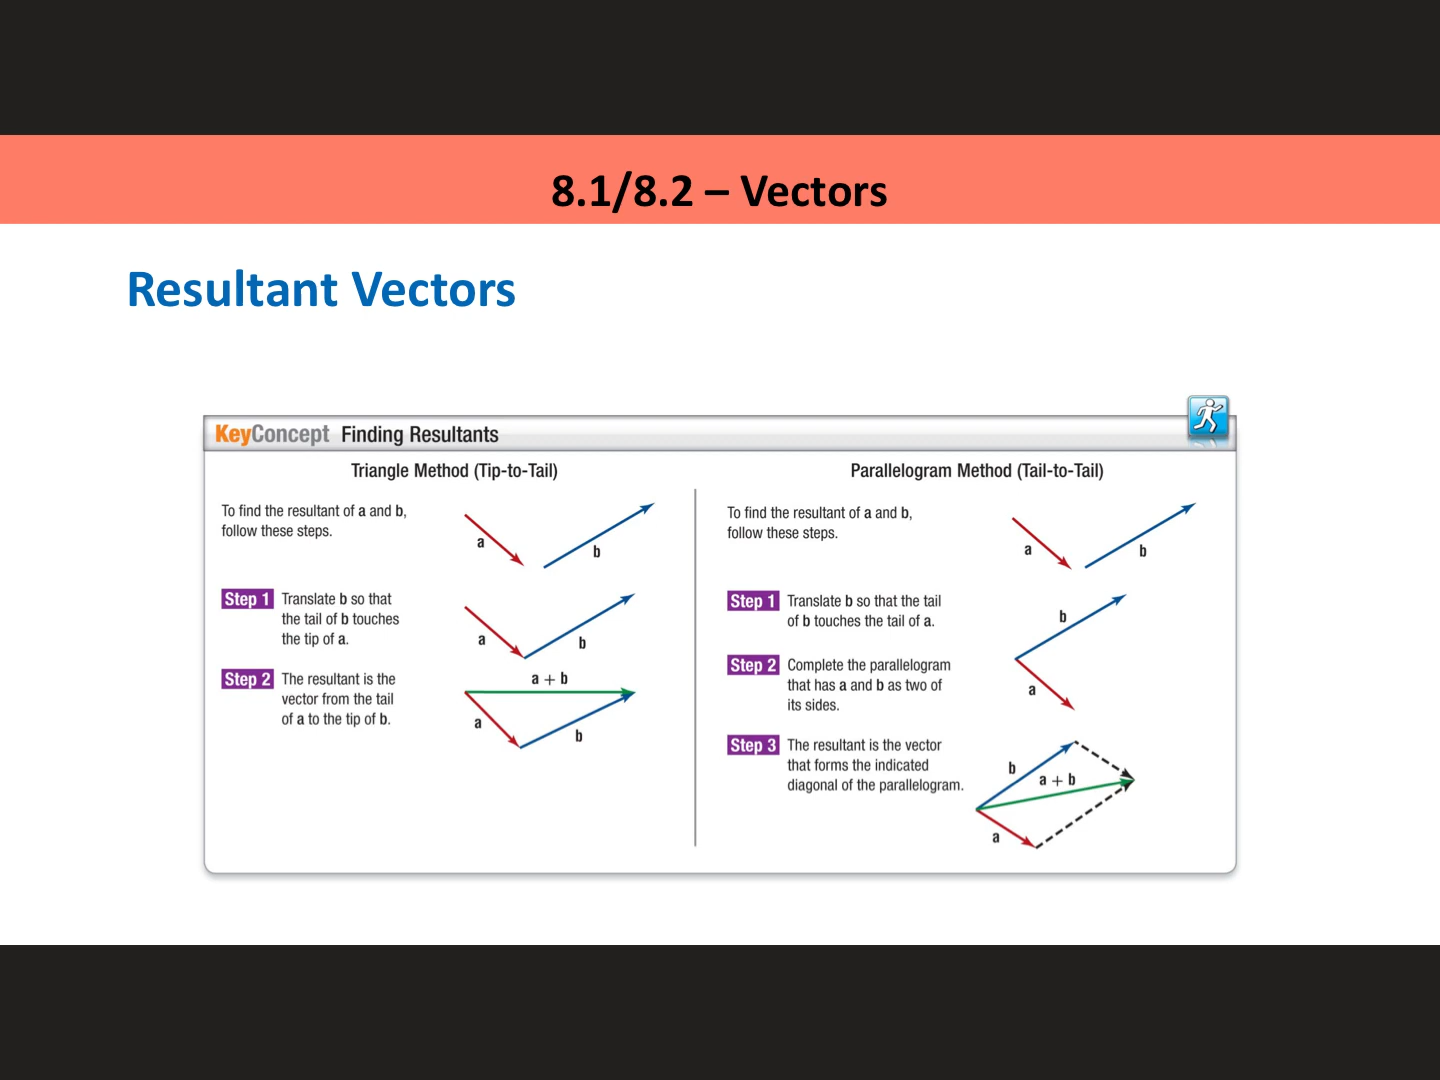 8.1/8.2 – Vectors
Resultant Vectors
KeyConcept Finding Resultants
Triangle Method (Tip-to-Tail)
To find the resultant of a and b,
follow these steps.
a
b
Step 1 Translate b so that
the tail of b touches
the tip of a.
a
b
Step 2 The resultant is the
vector from the tail
of a to the tip of b.
a + b
a
b
Parallelogram Method (Tail-to-Tail)
To find the resultant of a and b,
follow these steps.
a
b
Step 1 Translate b so that the tail
of b touches the tail of a.
b
a
Step 2 Complete the parallelogram
that has a and b as two of
its sides.
Step 3 The resultant is the vector
that forms the indicated
diagonal of the parallelogram.
b
a + b
a